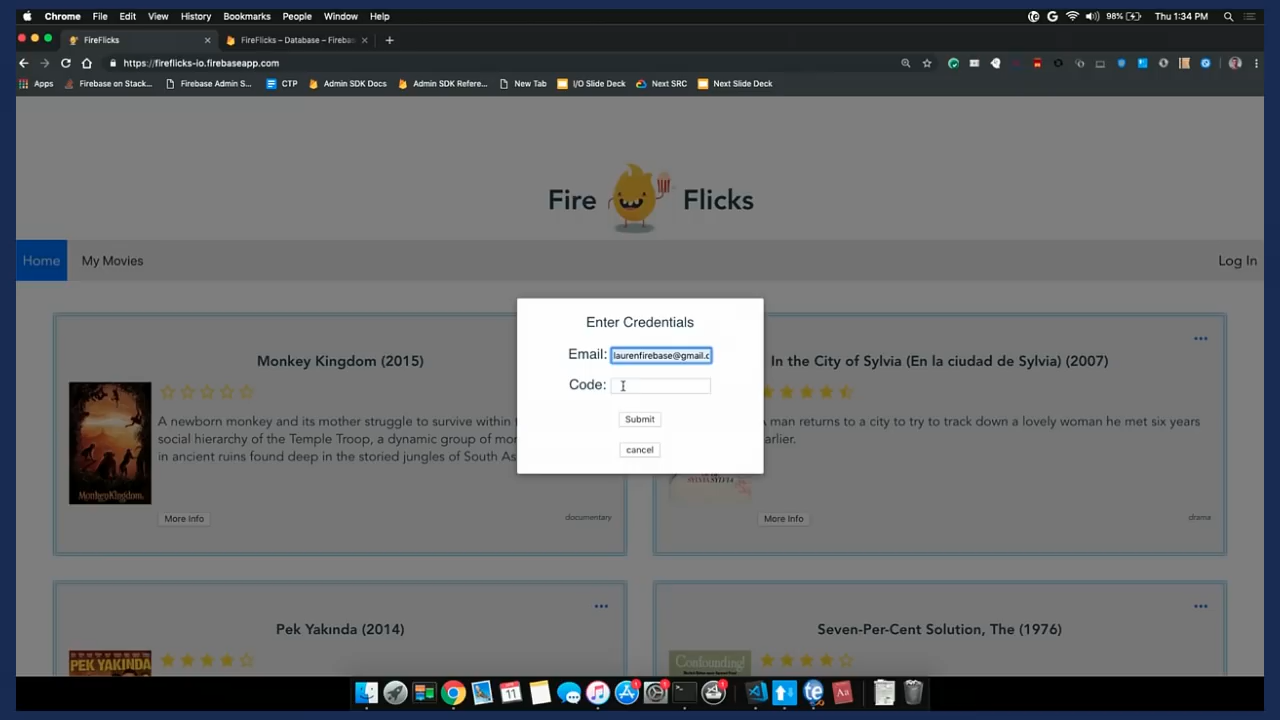 Chrome File Edit View History Bookmarks People Window Help 98% Thu 1:34 PM
FireFlicks FireFlicks – Database – Fireba
https://fireflicks-io.firebaseapp.com
Apps Firebase on Stack... Firebase Admin S... CTP Admin SDK Docs Admin SDK Refere... New Tab I/O Slide Deck Next SRC Next Slide Deck
Fire Flicks
Home My Movies Log In
Enter Credentials
Email: laurenfirebase@gmail.c
Code:
Submit
cancel
Monkey Kingdom (2015)
A newborn monkey and its mother struggle to survive within
social hierarchy of the Temple Troop, a dynamic group of mon
in ancient ruins found deep in the storied jungles of South As
Monkey Kingdom
More Info
documentary
In the City of Sylvia (En la ciudad de Sylvia) (2007)
man returns to a city to try to track down a lovely woman he met six years
arlier.
More Info
drama
Pek Yakında (2014)
PEK YAKINDA
Seven-Per-Cent Solution, The (1976)
Confounding!
11